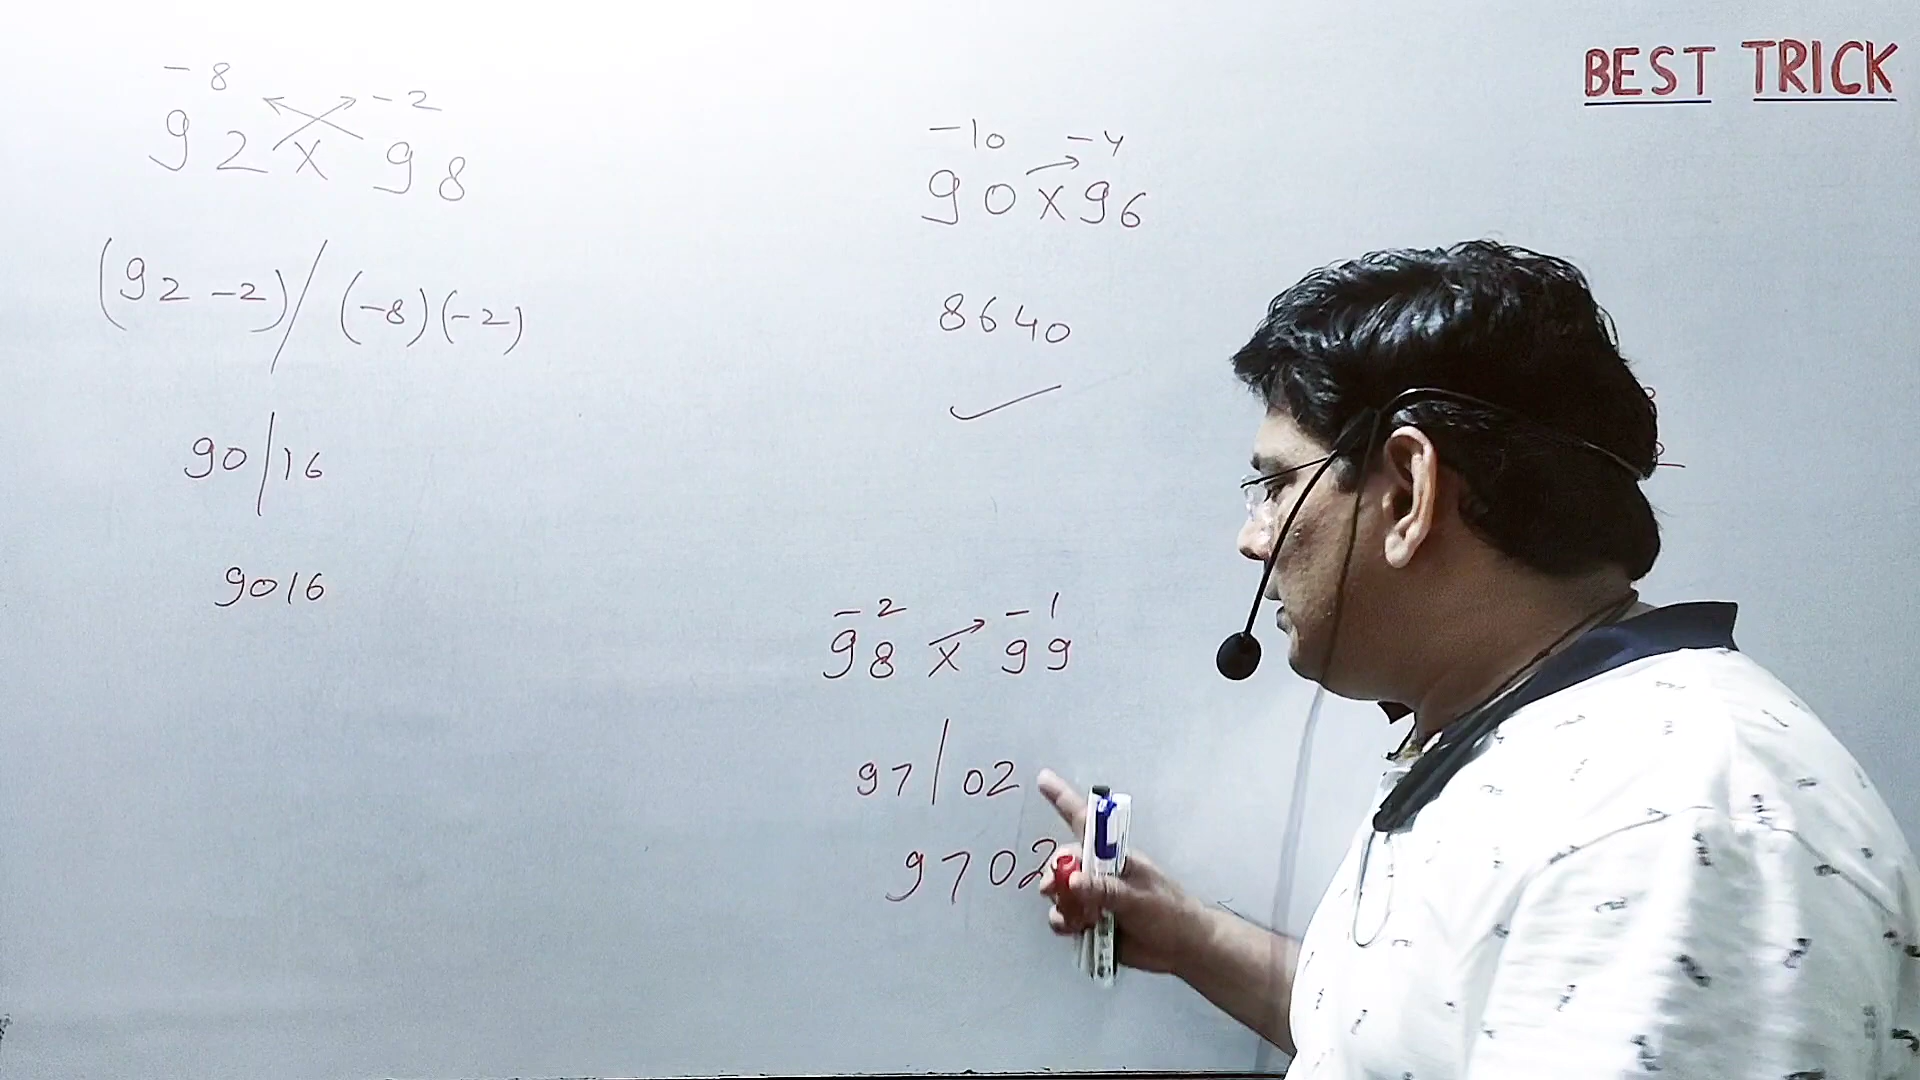 BEST TRICK
-8 -2
92 x 98
(92 -2) / (-8)(-2)
90 | 16
9016
-10 -4
90 x 96
8640
-2 -1
98 x 99
97 | 02
9702